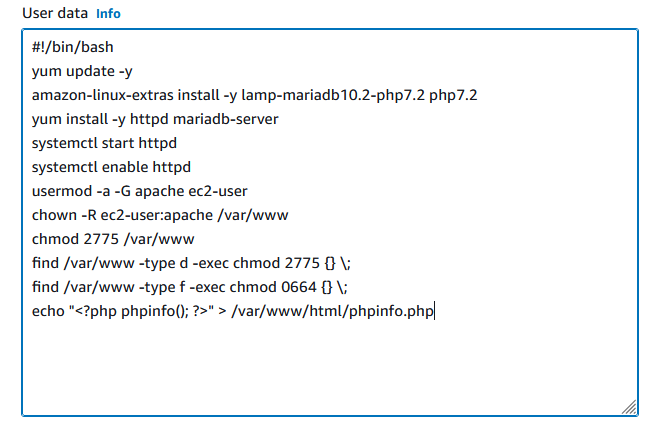 User data Info
#!/bin/bash
yum update -y
amazon-linux-extras install -y lamp-mariadb10.2-php7.2 php7.2
yum install -y httpd mariadb-server
systemctl start httpd
systemctl enable httpd
usermod -a -G apache ec2-user
chown -R ec2-user:apache /var/www
chmod 2775 /var/www
find /var/www -type d -exec chmod 2775 {} \;
find /var/www -type f -exec chmod 0664 {} \;
echo "<?php phpinfo(); ?>" > /var/www/html/phpinfo.php